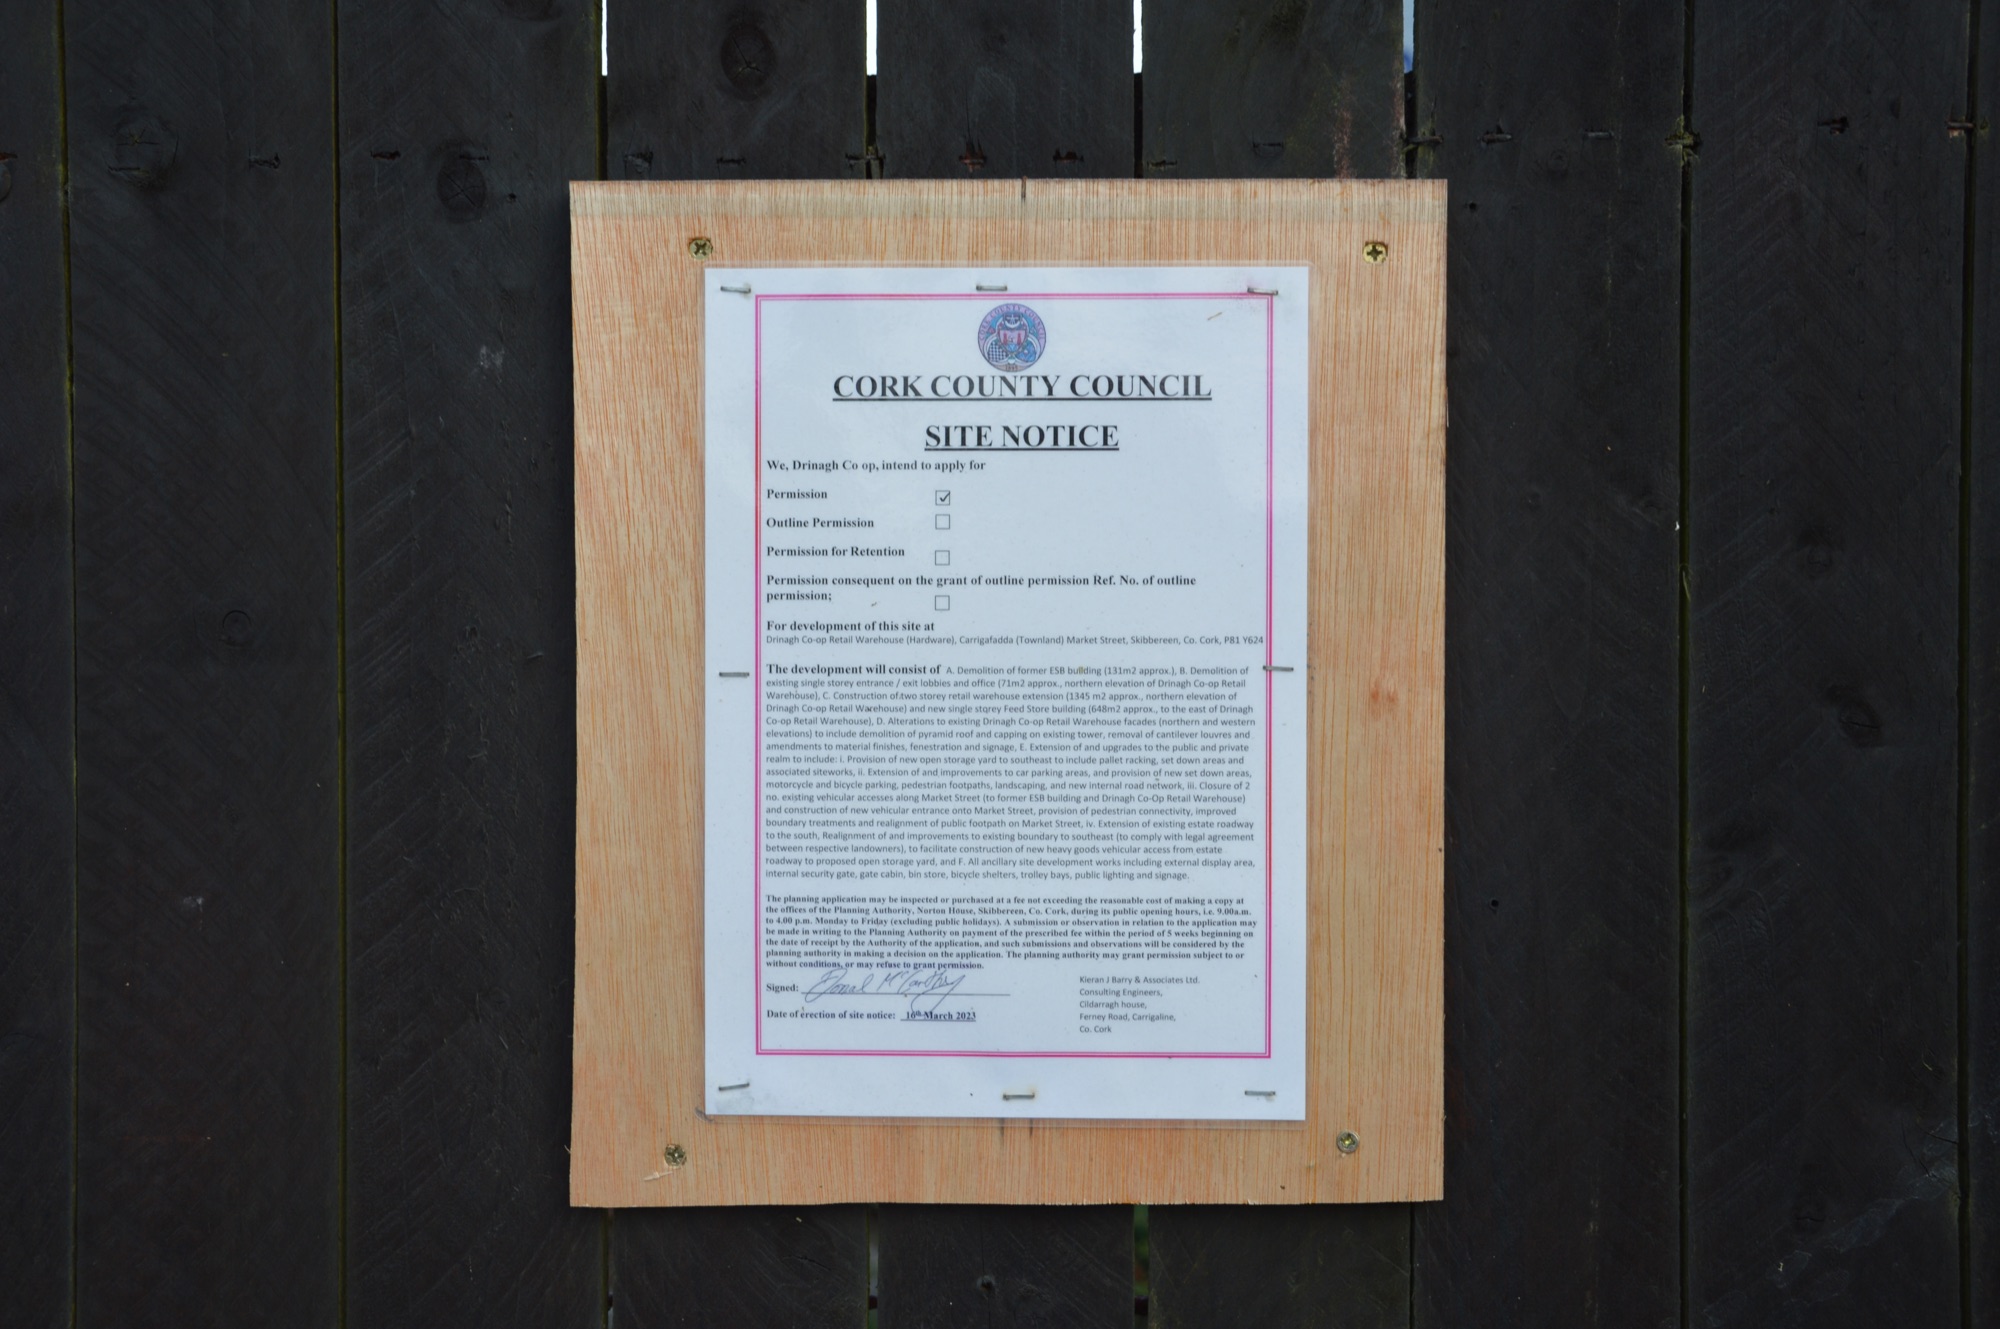 CORK COUNTY COUNCIL
SITE NOTICE
We, Drinagh Co op, intend to apply for
Permission
Outline Permission
Permission for Retention
Permission consequent on the grant of outline permission Ref. No. of outline
permission;
For development of this site at
Drinagh Co-op Retail Warehouse (Hardware), Carrigafadda (Townland) Market Street, Skibbereen, Co. Cork, P81 Y624
The development will consist of A. Demolition of former ESB building (131m2 approx.), B. Demolition of
existing single storey entrance / exit lobbies and office (71m2 approx., northern elevation of Drinagh Co-op Retail
Warehouse), C. Construction of two storey retail warehouse extension (1345 m2 approx., northern elevation of
Drinagh Co-op Retail Warehouse) and new single storey Feed Store building (648m2 approx., to the east of Drinagh
Co-op Retail Warehouse), D. Alterations to existing Drinagh Co-op Retail Warehouse facades (northern and western
elevations) to include demolition of pyramid roof and capping on existing tower, removal of cantilever louvres and
amendments to material finishes, fenestration and signage, E. Extension of and upgrades to the public and private
realm to include: i. Provision of new open storage yard to southeast to include pallet racking, set down areas and
associated siteworks, ii. Extension of and improvements to car parking areas, and provision of new set down areas,
motorcycle and bicycle parking, pedestrian footpaths, landscaping, and new internal road network, iii. Closure of 2
no. existing vehicular accesses along Market Street (to former ESB building and Drinagh Co-Op Retail Warehouse)
and construction of new vehicular entrance onto Market Street, provision of pedestrian connectivity, improved
boundary treatments and realignment of public footpath on Market Street, iv. Extension of existing estate roadway
to the south, Realignment of and improvements to existing boundary to southeast (to comply with legal agreement
between respective landowners), to facilitate construction of new heavy goods vehicular access from estate
roadway to proposed open storage yard, and F. All ancillary site development works including external display area,
internal security gate, gate cabin, bin store, bicycle shelters, trolley bays, public lighting and signage.
The planning application may be inspected or purchased at a fee not exceeding the reasonable cost of making a copy at
the offices of the Planning Authority, Norton House, Skibbereen, Co. Cork, during its public opening hours, i.e. 9.00a.m.
to 4.00 p.m. Monday to Friday (excluding public holidays). A submission or observation in relation to the application may
be made in writing to the Planning Authority on payment of the prescribed fee within the period of 5 weeks beginning on
the date of receipt by the Authority of the application, and such submissions and observations will be considered by the
planning authority in making a decision on the application. The planning authority may grant permission subject to or
without conditions, or may refuse to grant permission.
Signed: Donal McCarthy
Date of erection of site notice: 16th March 2023
Kieran J Barry & Associates Ltd.
Consulting Engineers,
Cildarragh house,
Ferney Road, Carrigaline,
Co. Cork